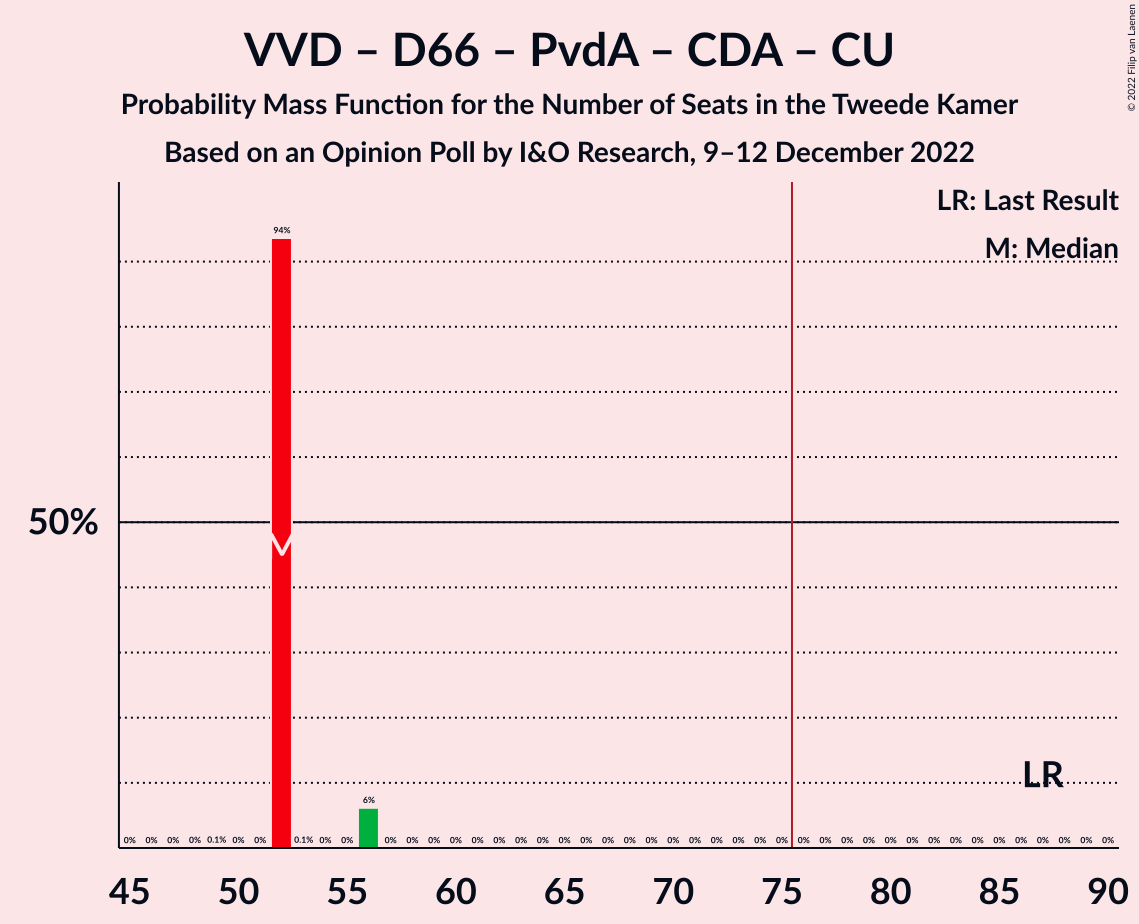 VVD – D66 – PvdA – CDA – CU
Probability Mass Function for the Number of Seats in the Tweede Kamer
Based on an Opinion Poll by I&O Research, 9–12 December 2022
© 2022 Filip van Laenen
LR: Last Result
M: Median
94%
50%
6%
LR
0% 0% 0% 0% 0.1% 0% 0% 0.1% 0% 0% 0% 0% 0% 0% 0% 0% 0% 0% 0% 0% 0% 0% 0% 0% 0% 0% 0% 0% 0% 0% 0% 0% 0% 0% 0% 0% 0% 0% 0% 0% 0% 0% 0% 0%
45 50 55 60 65 70 75 80 85 90